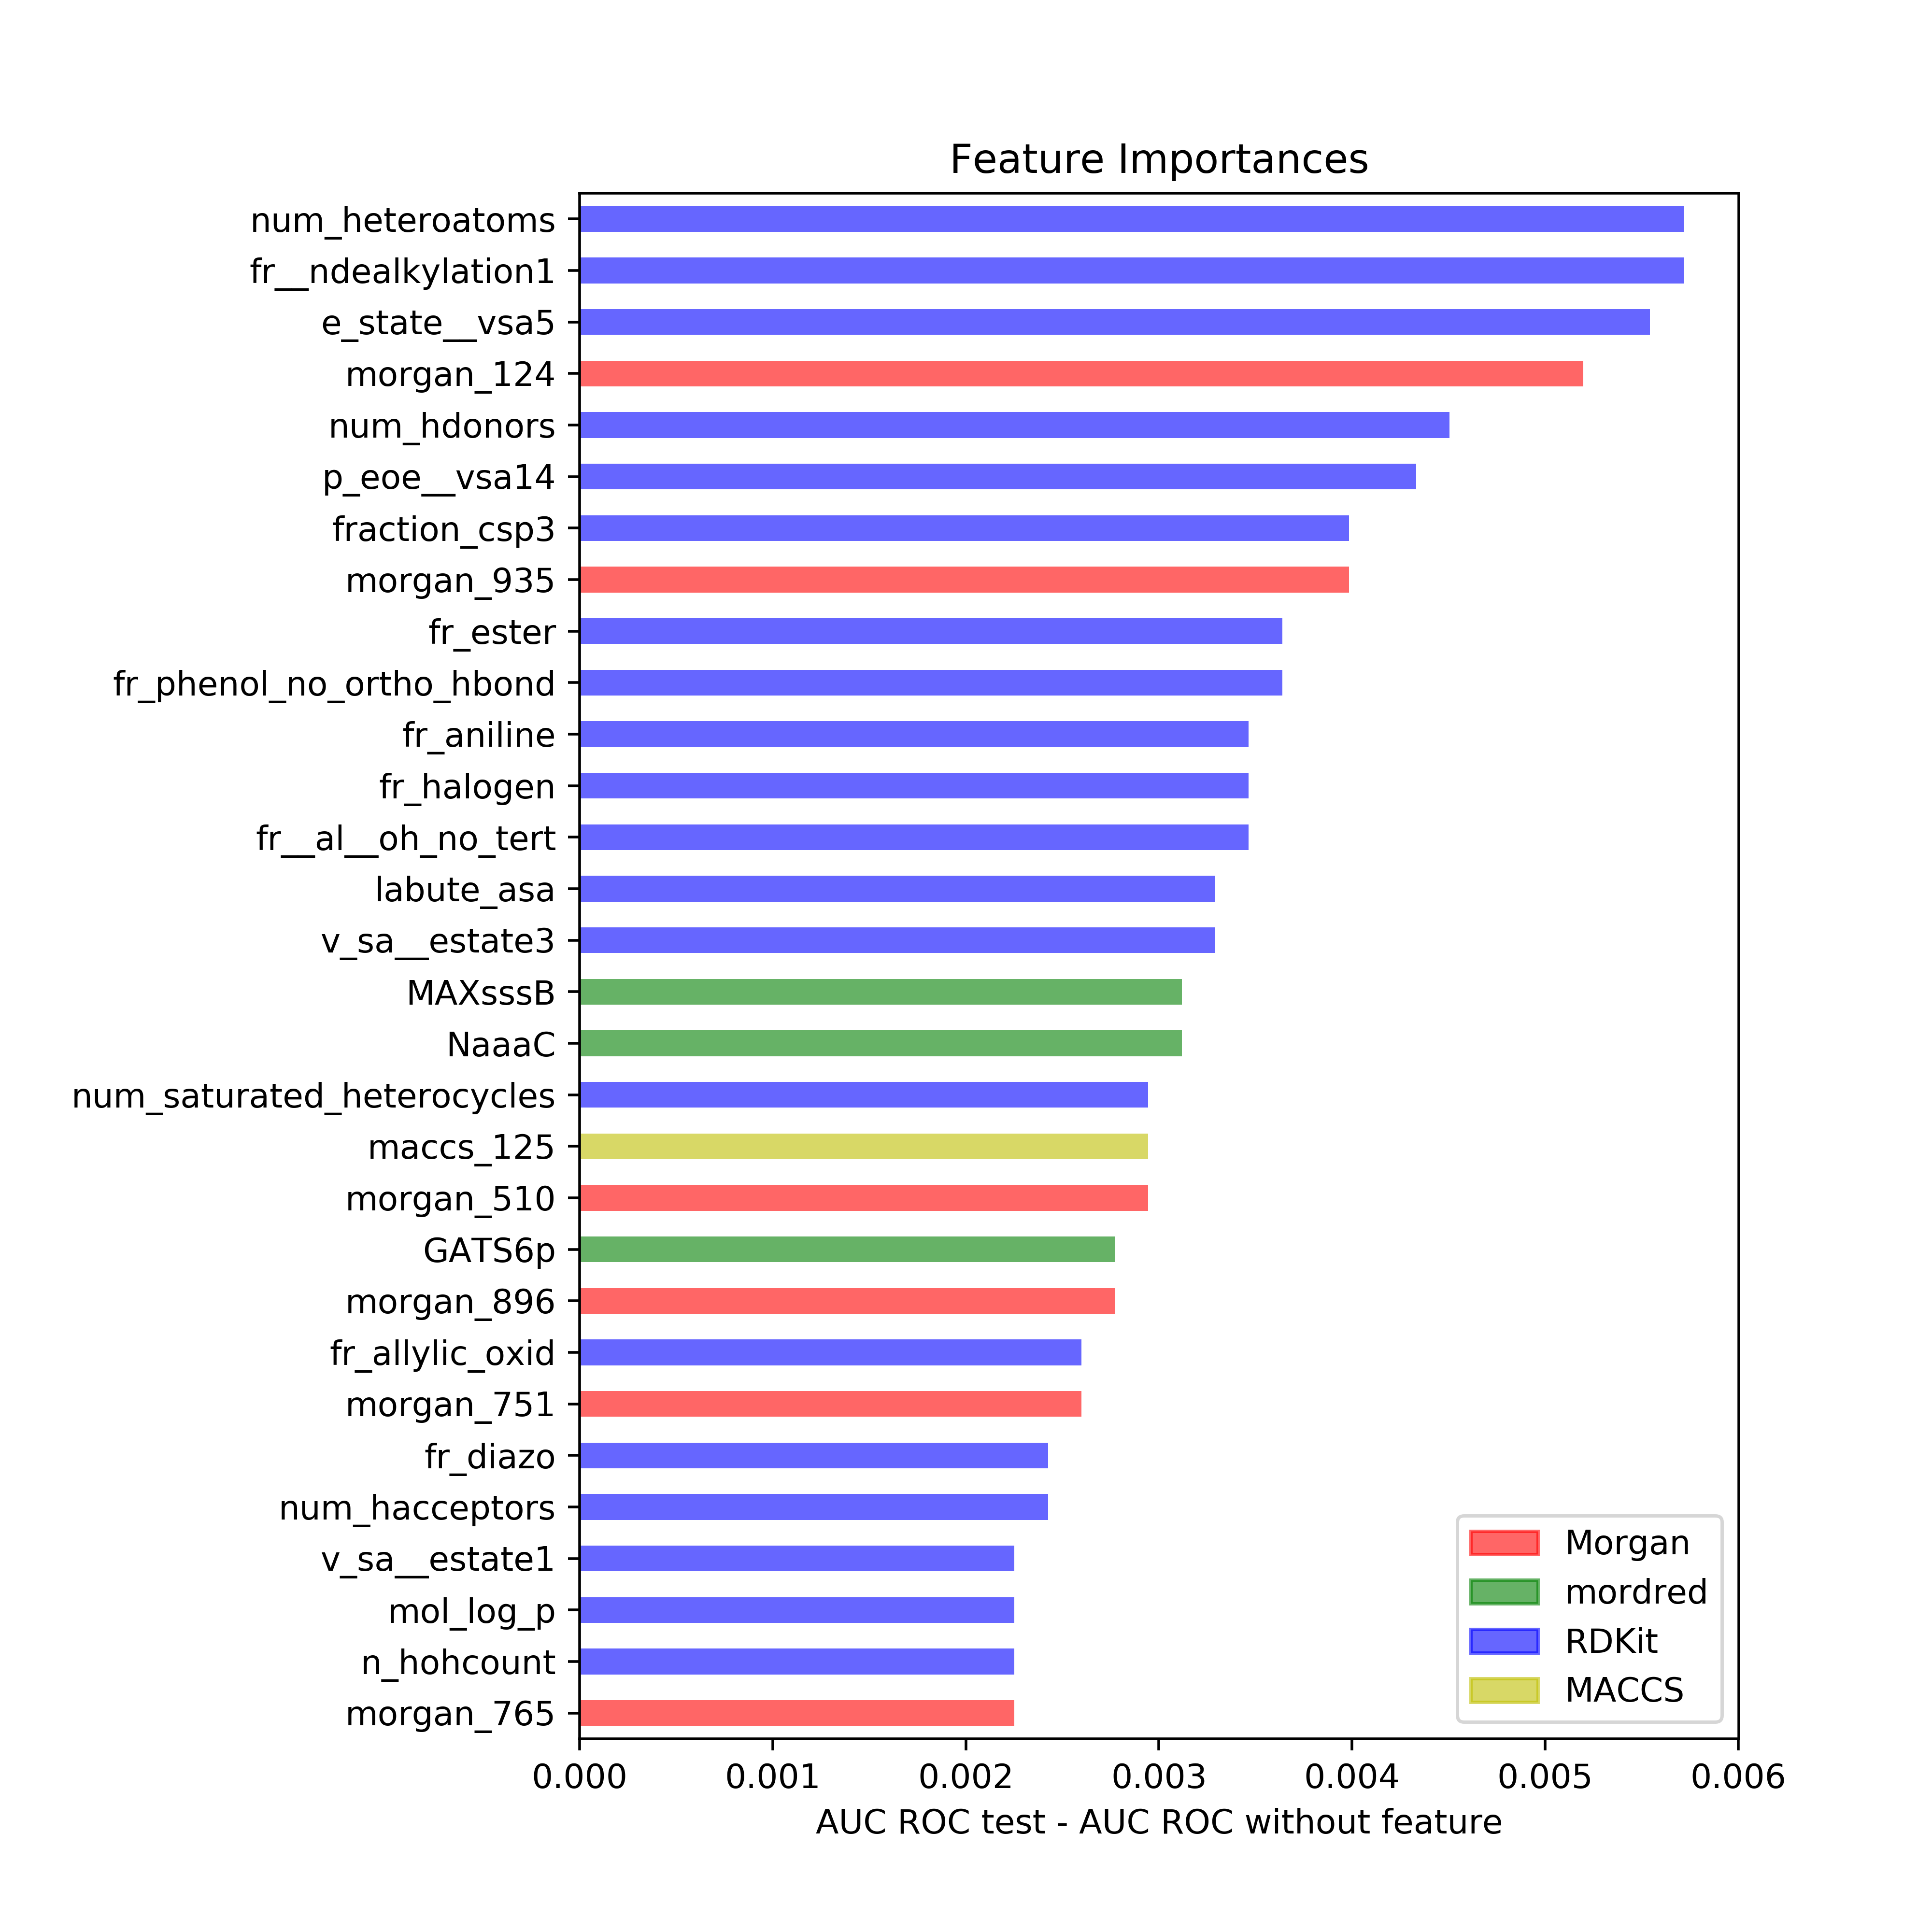 Feature Importances
num_heteroatoms
fr__ndealkylation1
e_state__vsa5
morgan_124
num_hdonors
p_eoe__vsa14
fraction_csp3
morgan_935
fr_ester
fr_phenol_no_ortho_hbond
fr_aniline
fr_halogen
fr__al__oh_no_tert
labute_asa
v_sa__estate3
MAXsssB
NaaaC
num_saturated_heterocycles
maccs_125
morgan_510
GATS6p
morgan_896
fr_allylic_oxid
morgan_751
fr_diazo
num_hacceptors
v_sa__estate1
mol_log_p
n_hohcount
morgan_765
Morgan
mordred
RDKit
MACCS
0.000 0.001 0.002 0.003 0.004 0.005 0.006
AUC ROC test - AUC ROC without feature